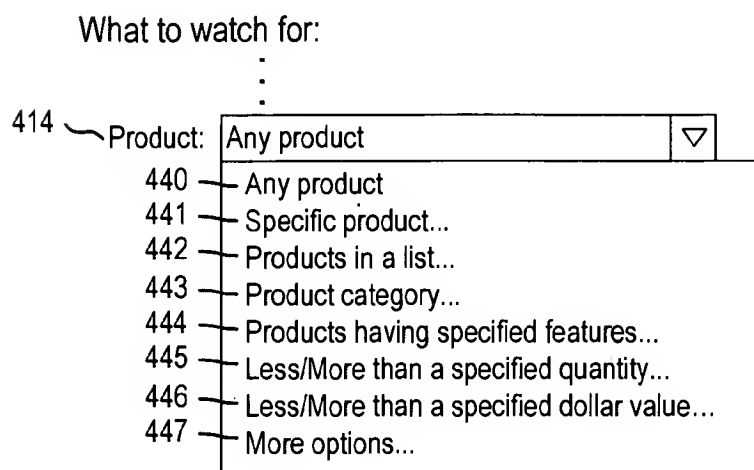 What to watch for:
414 Product: Any product
440 Any product
441 Specific product...
442 Products in a list...
443 Product category...
444 Products having specified features...
445 Less/More than a specified quantity...
446 Less/More than a specified dollar value...
447 More options...